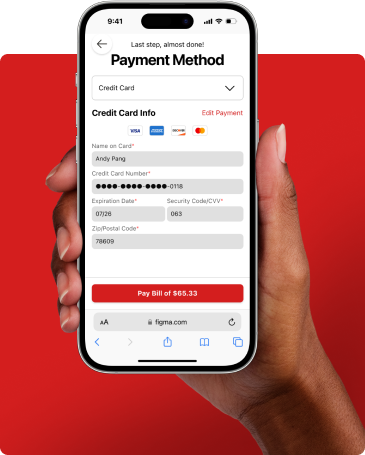 9:41
Last step, almost done!
Payment Method
Credit Card
Credit Card Info Edit Payment
VISA AMERICAN EXPRESS DISCOVER
Name on Card*
Andy Pang
Credit Card Number*
●●●●-●●●●-●●●●-0118
Expiration Date* Security Code/CVV*
07/26 063
Zip/Postal Code*
78609
Pay Bill of $65.33
AA figma.com